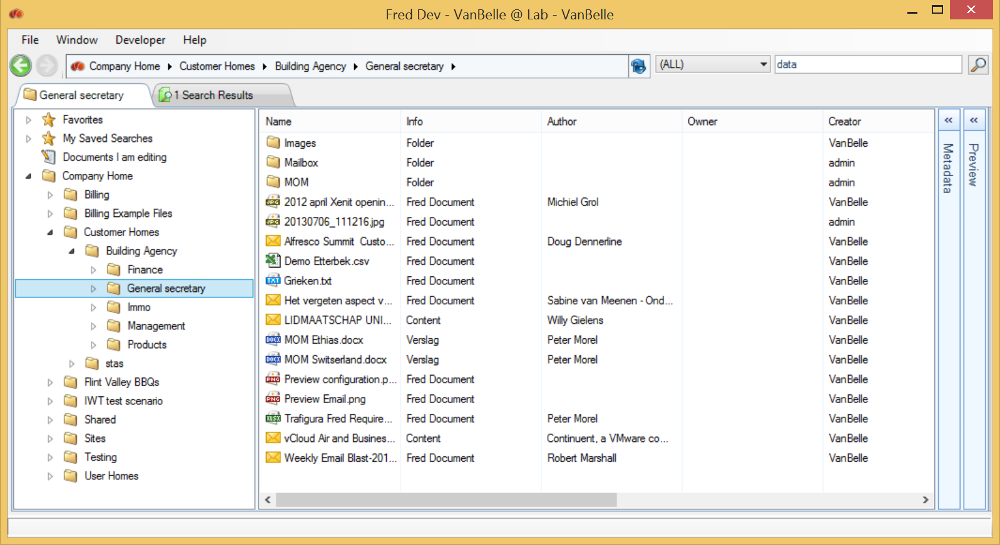 Fred Dev - VanBelle @ Lab - VanBelle
File Window Developer Help
Company Home Customer Homes Building Agency General secretary (ALL) data
General secretary 1 Search Results
Favorites
My Saved Searches
Documents I am editing
Company Home
Billing
Billing Example Files
Customer Homes
Building Agency
Finance
General secretary
Immo
Management
Products
stas
Flint Valley BBQs
IWT test scenario
Shared
Sites
Testing
User Homes
Name Info Author Owner Creator
Images Folder VanBelle
Mailbox Folder admin
MOM Folder admin
JPG 2012 april Xenit openin... Fred Document Michiel Grol VanBelle
JPG 20130706_111216.jpg Fred Document admin
Alfresco Summit Custo... Fred Document Doug Dennerline VanBelle
Demo Etterbek.csv Fred Document VanBelle
TXT Grieken.txt Fred Document VanBelle
Het vergeten aspect v... Fred Document Sabine van Meenen - Ond... VanBelle
LIDMAATSCHAP UNI... Content Willy Gielens VanBelle
DOCX MOM Ethias.docx Verslag Peter Morel VanBelle
DOCX MOM Switserland.docx Verslag Peter Morel VanBelle
PNG Preview configuration.p... Fred Document VanBelle
PNG Preview Email.png Fred Document VanBelle
XLSX Trafigura Fred Require... Fred Document Peter Morel VanBelle
vCloud Air and Busines... Content Continuent, a VMware co... VanBelle
Weekly Email Blast-201... Fred Document Robert Marshall VanBelle
Metadata
Preview